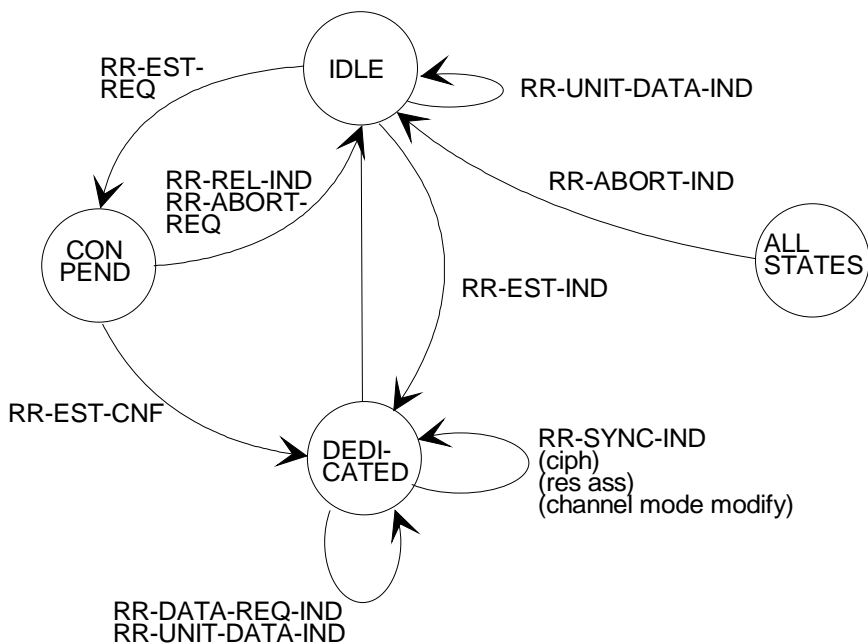 IDLE
RR-EST-
REQ
RR-UNIT-DATA-IND
RR-REL-IND
RR-ABORT-
REQ
RR-ABORT-IND
CON
PEND
ALL
STATES
RR-EST-IND
RR-EST-CNF
DEDI-
CATED
RR-SYNC-IND
(ciph)
(res ass)
(channel mode modify)
RR-DATA-REQ-IND
RR-UNIT-DATA-IND